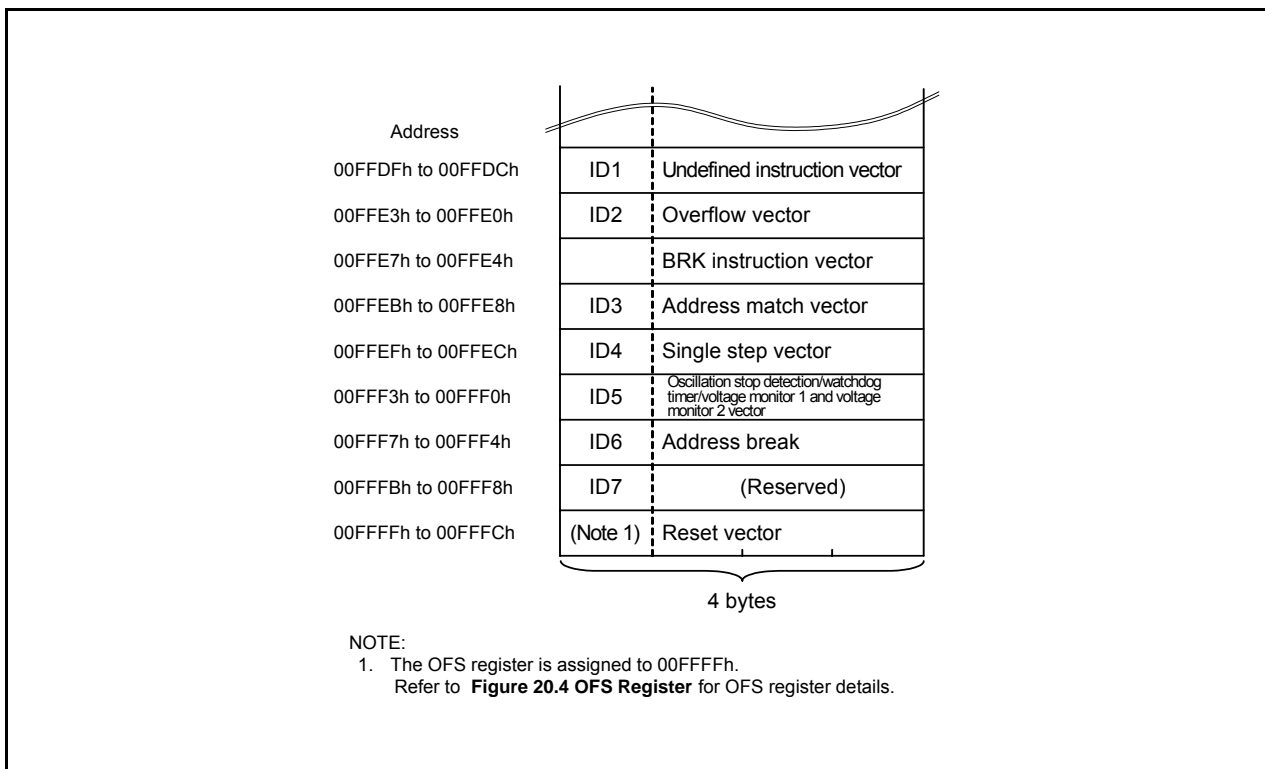 Address
00FFDFh to 00FFDCh ID1 Undefined instruction vector
00FFE3h to 00FFE0h ID2 Overflow vector
00FFE7h to 00FFE4h BRK instruction vector
00FFEBh to 00FFE8h ID3 Address match vector
00FFEFh to 00FFECh ID4 Single step vector
00FFF3h to 00FFF0h ID5 Oscillation stop detection/watchdog
timer/voltage monitor 1 and voltage
monitor 2 vector
00FFF7h to 00FFF4h ID6 Address break
00FFFBh to 00FFF8h ID7 (Reserved)
00FFFFh to 00FFFCh (Note 1) Reset vector
4 bytes
NOTE:
1. The OFS register is assigned to 00FFFFh.
Refer to Figure 20.4 OFS Register for OFS register details.